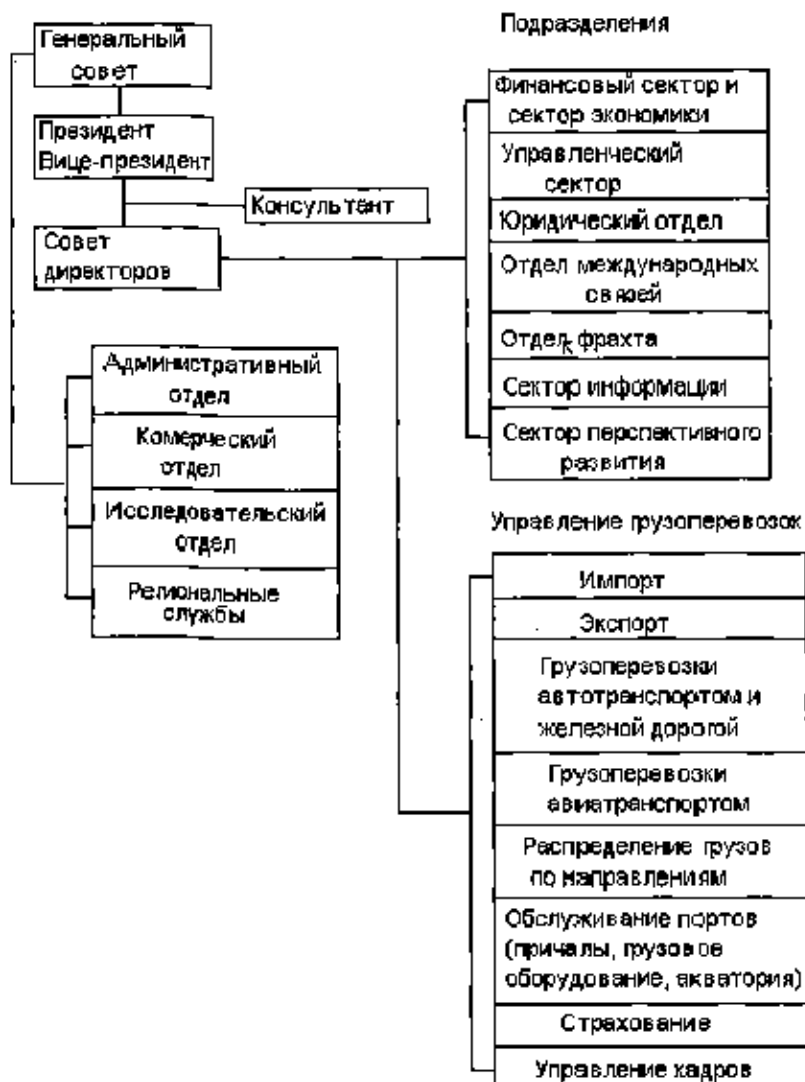 Генеральный
совет
Президент
Вице-президент
Консультант
Совет
директоров
Административный
отдел
Комерческий
отдел
Исследовательский
отдел
Региональные
службы
Подразделения
Финансовый сектор и
сектор экономики
Управленческий
сектор
Юридический отдел
Отдел международных
связей
Отдел фрахта
Сектор информации
Сектор перспективного
развития
Управление грузоперевозок
Импорт
Экспорт
Грузоперевозки
автотранспортом и
железной дорогой
Грузоперевозки
авиатранспортом
Распределение грузов
по направлениям
Обслуживание портов
(причалы, грузовое
оборудование, акватория)
Страхование
Управление кадров